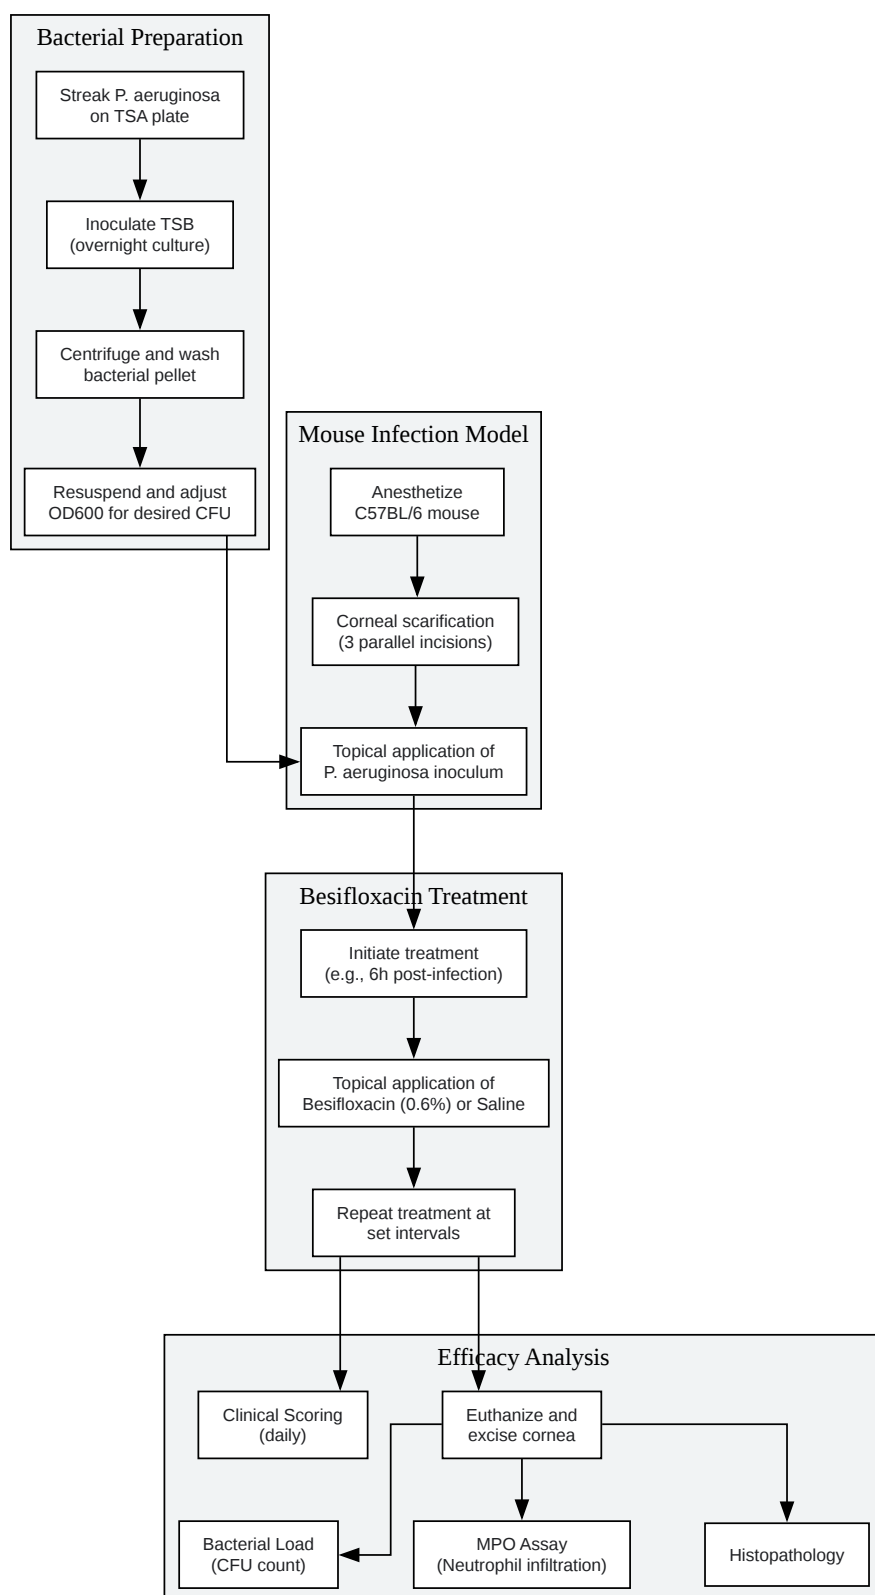 Bacterial Preparation
Streak P. aeruginosa
on TSA plate
Inoculate TSB
(overnight culture)
Centrifuge and wash
bacterial pellet
Resuspend and adjust
OD600 for desired CFU
Mouse Infection Model
Anesthetize
C57BL/6 mouse
Corneal scarification
(3 parallel incisions)
Topical application of
P. aeruginosa inoculum
Besifloxacin Treatment
Initiate treatment
(e.g., 6h post-infection)
Topical application of
Besifloxacin (0.6%) or Saline
Repeat treatment at
set intervals
Efficacy Analysis
Clinical Scoring
(daily)
Euthanize and
excise cornea
Bacterial Load
(CFU count)
MPO Assay
(Neutrophil infiltration)
Histopathology